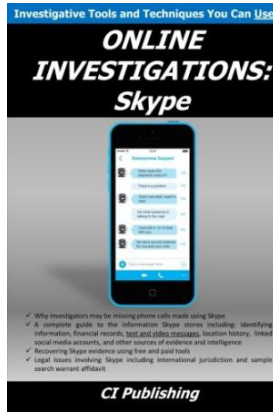 Investigative Tools and Techniques You Can Use
ONLINE
INVESTIGATIONS:
Skype
Anonymous Suspect
There is a problem
✓ Why investigators may be missing phone calls made using Skype
✓ A complete guide to the information Skype stores including: identifying
information, financial records, text and video messages, location history, linked
social media accounts, and other sources of evidence and intelligence
✓ Recovering Skype evidence using free and paid tools
✓ Legal issues involving Skype including international jurisdiction and sample
search warrant affidavit
CI Publishing